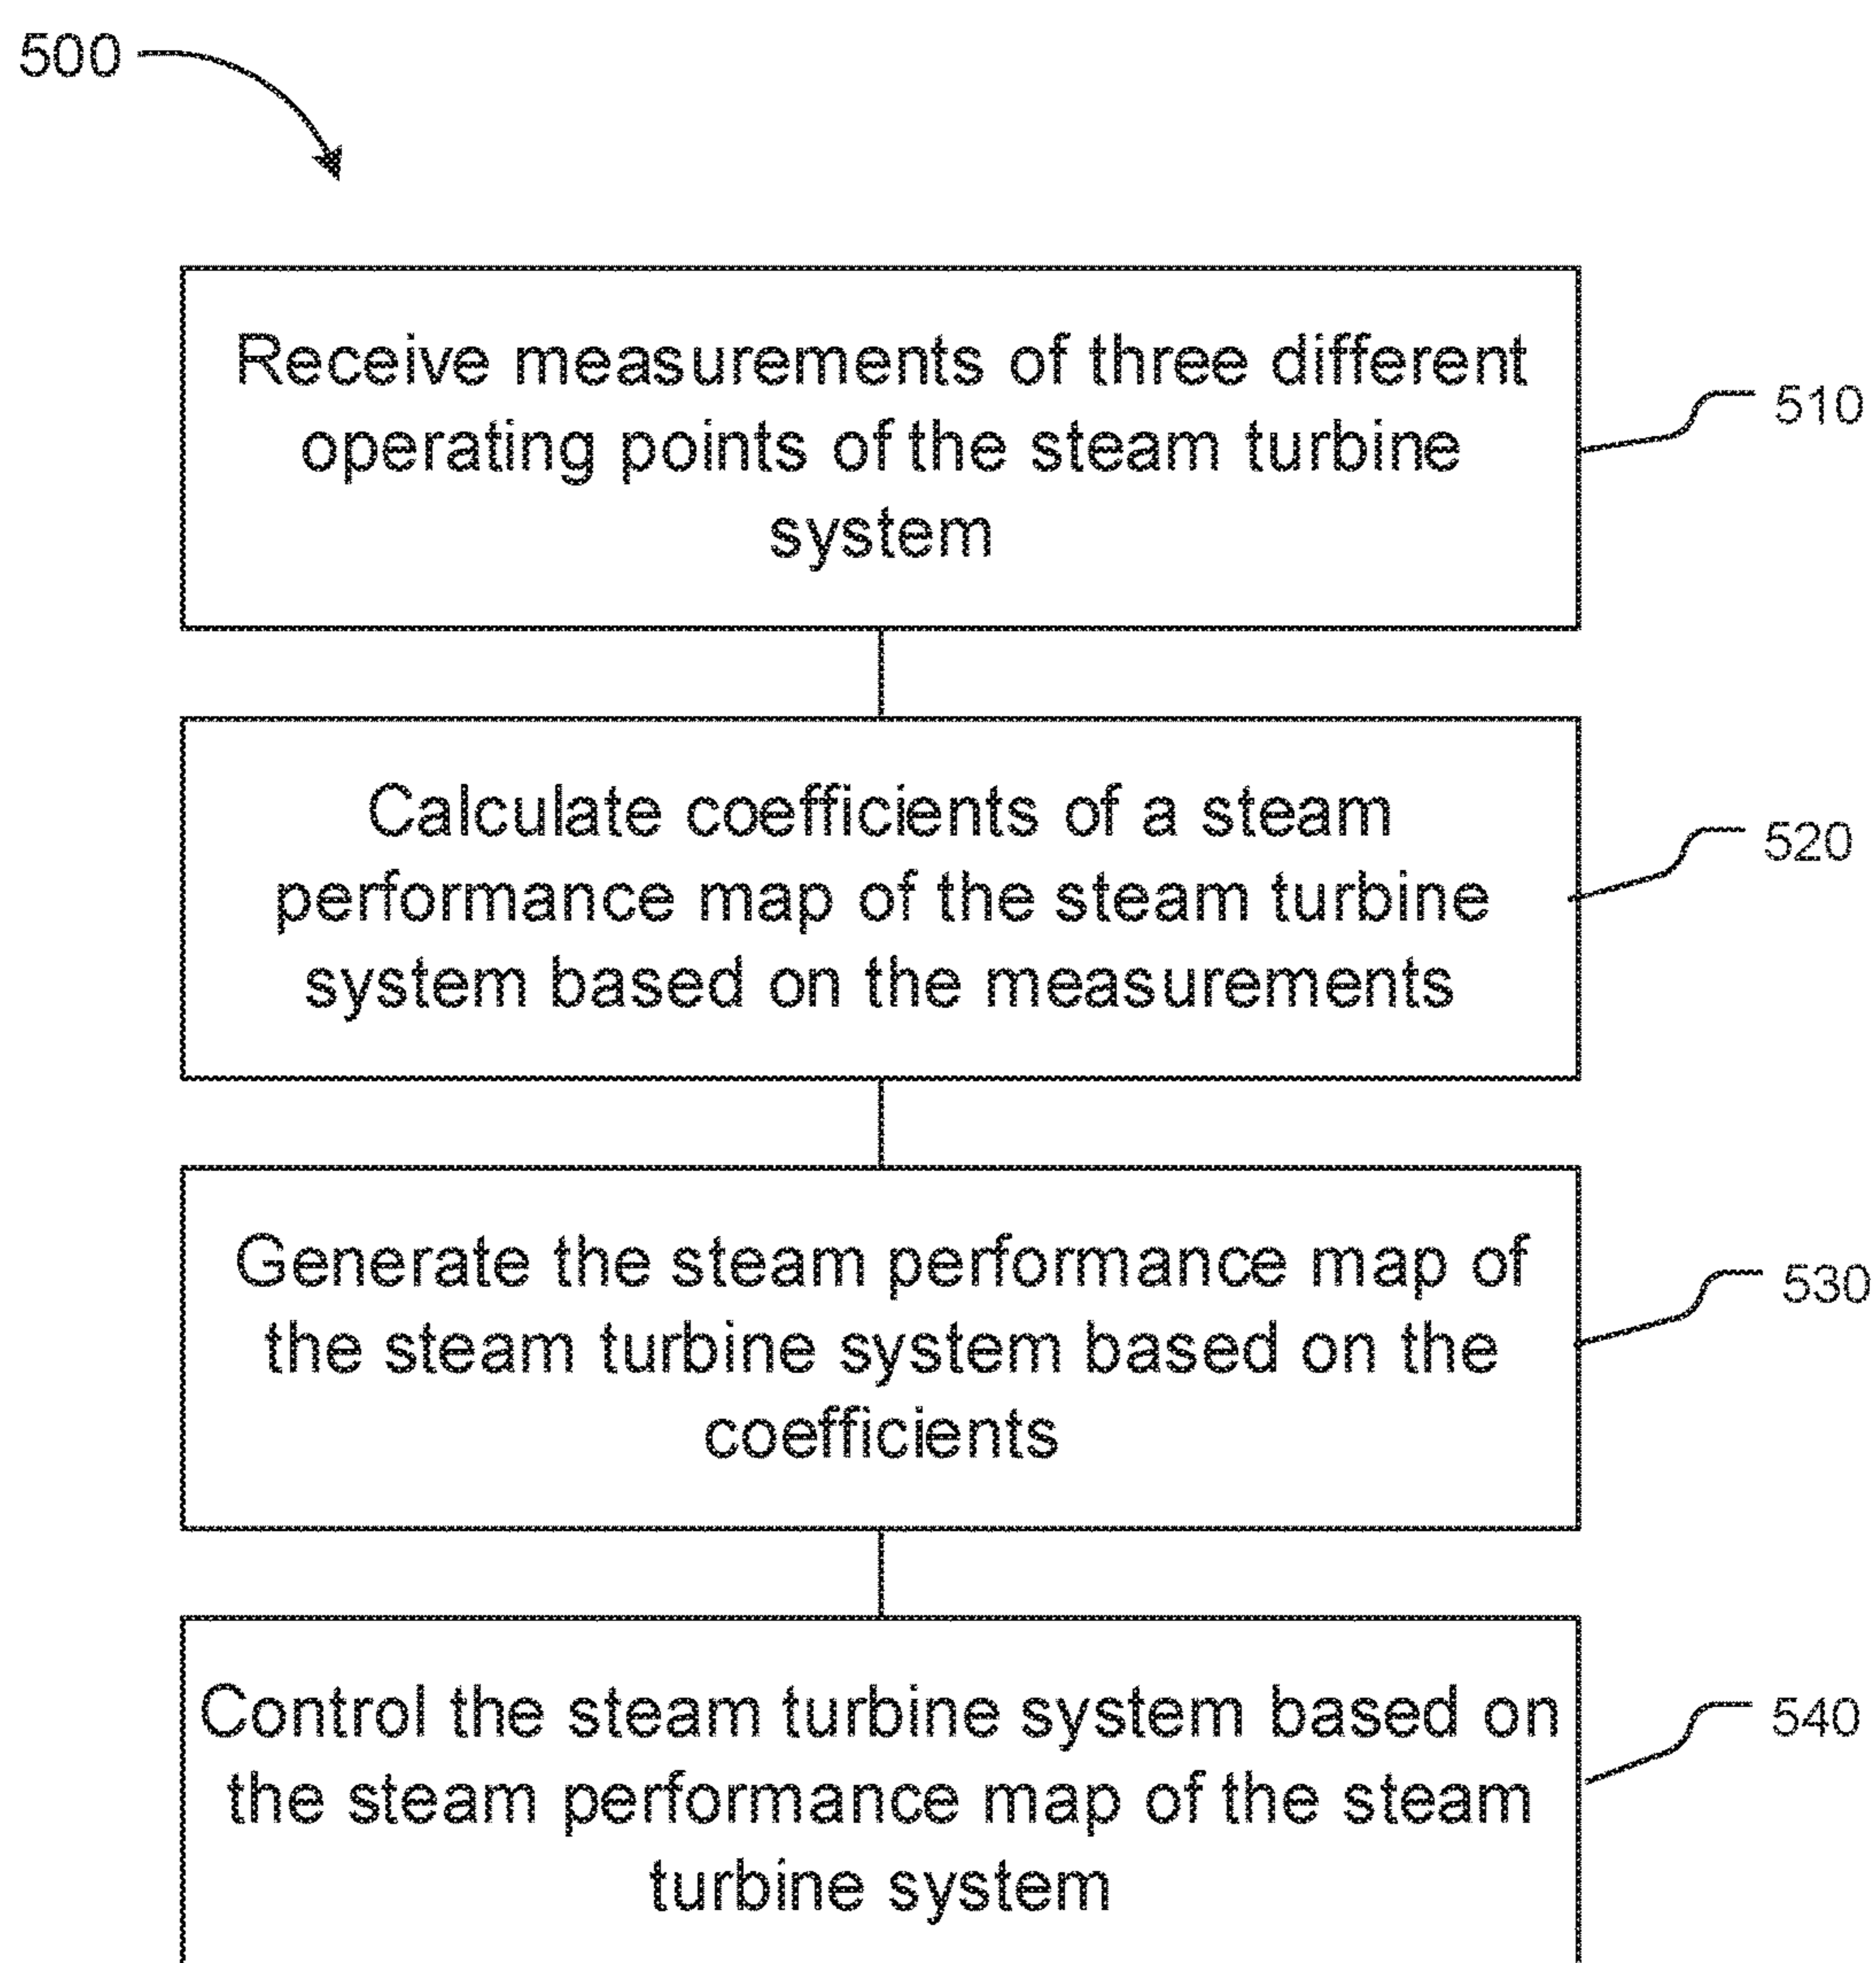 500
Receive measurements of three different
operating points of the steam turbine
system
510
Calculate coefficients of a steam
performance map of the steam turbine
system based on the measurements
520
Generate the steam performance map of
the steam turbine system based on the
coefficients
530
Control the steam turbine system based on
the steam performance map of the steam
turbine system
540